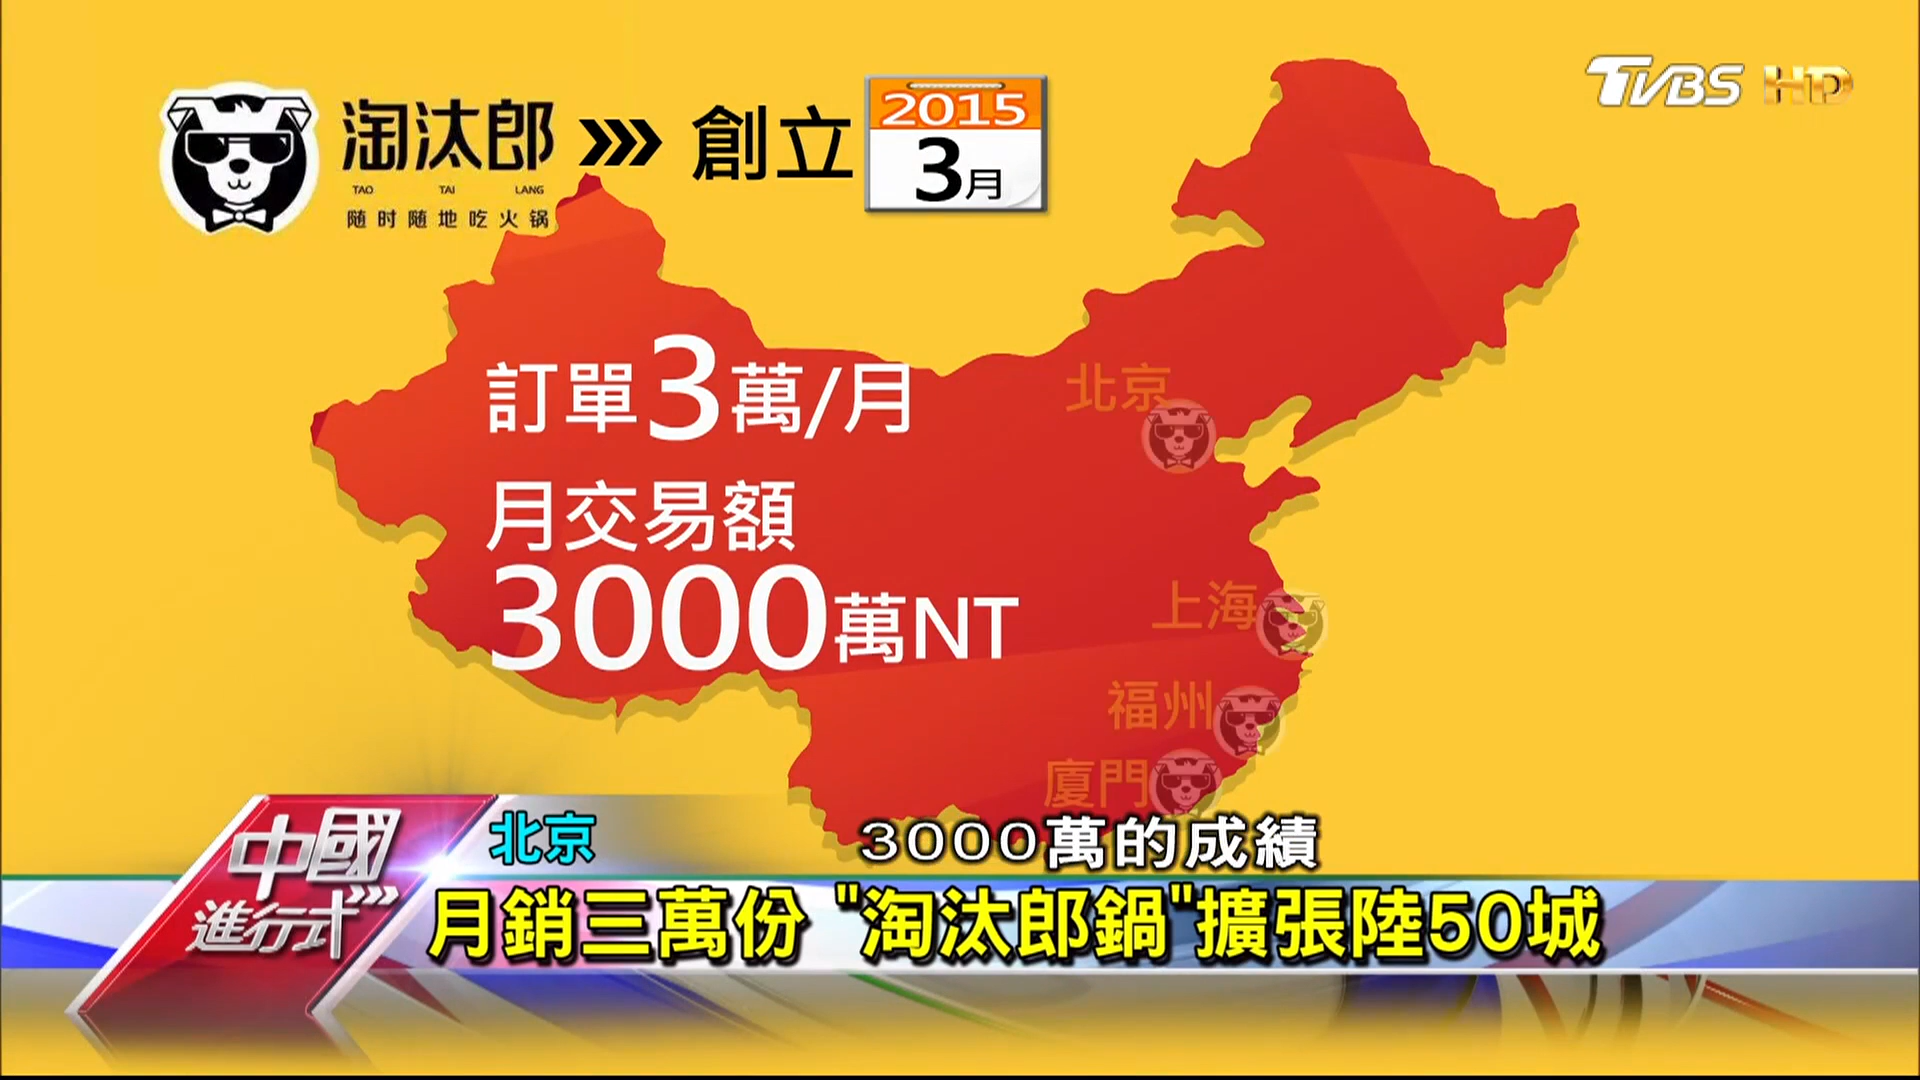 TVBS HD
淘汰郎 創立 2015
TAO TAI LANG 3月
随时随地吃火锅
訂單3萬/月
北京
月交易額
3000萬NT
上海
福州
廈門
中國進行式
北京 3000萬的成績
月銷三萬份 "淘汰郎鍋"擴張陸50城